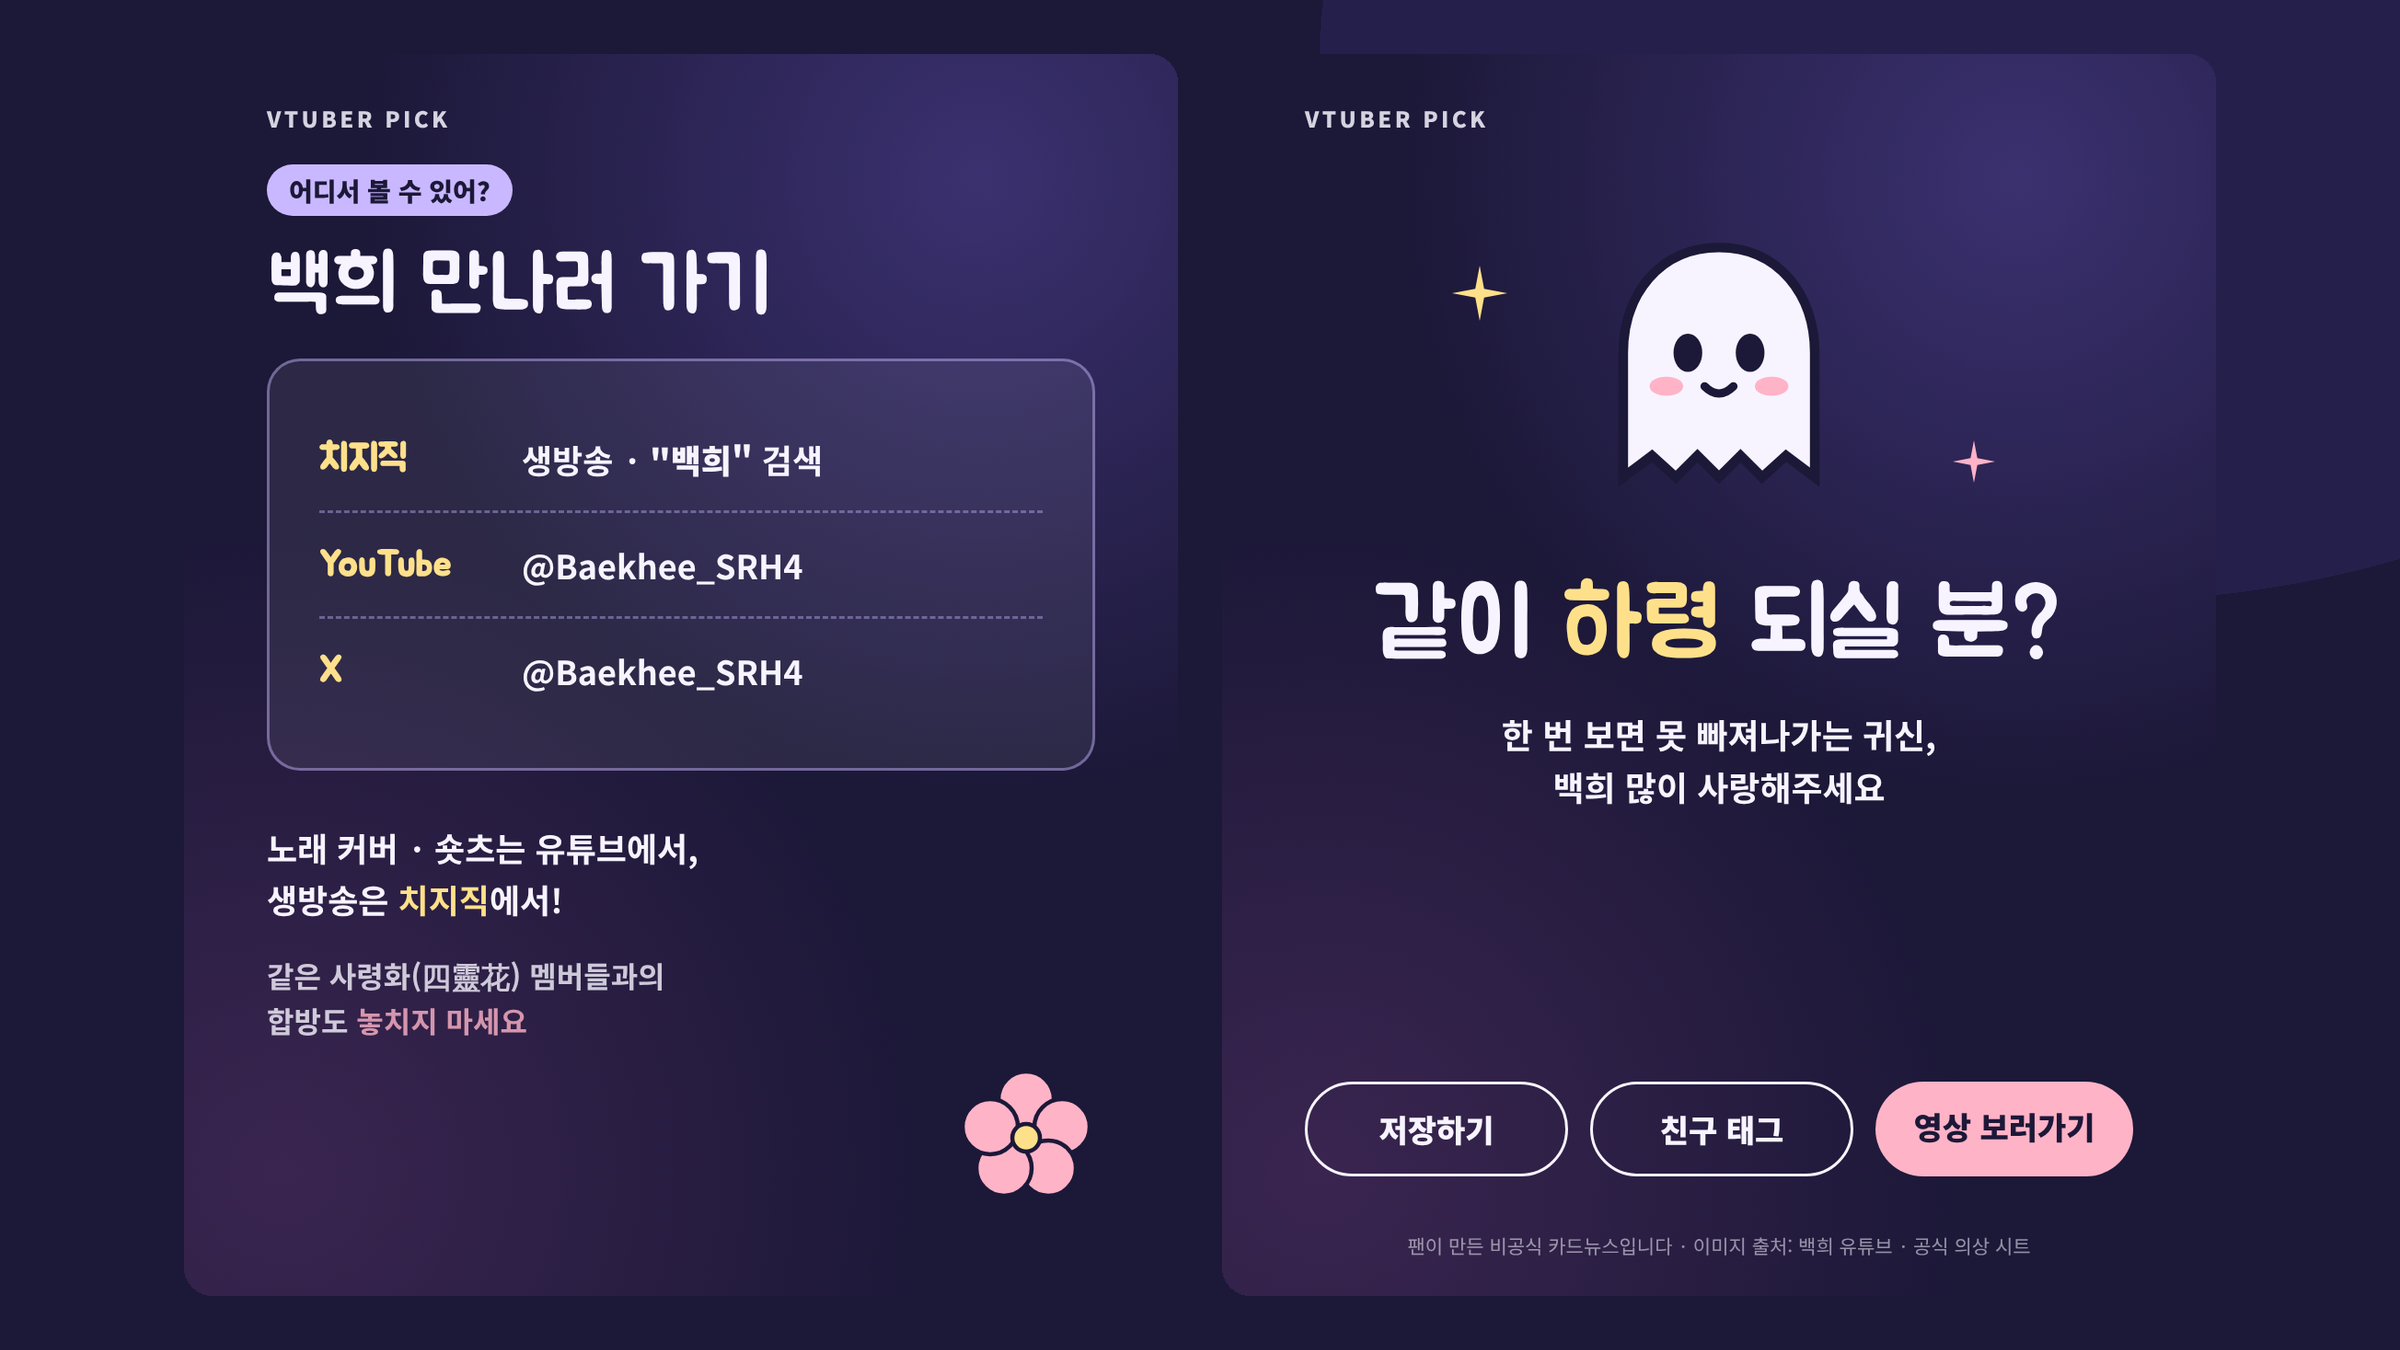 VTUBER PICK
어디서 볼 수 있어?
백희 만나러 가기
치지직 생방송 · "백희" 검색
YouTube @Baekhee_SRH4
X @Baekhee_SRH4
노래 커버 · 숏츠는 유튜브에서,
생방송은 치지직에서!
같은 사령화(四靈花) 멤버들과의
합방도 놓치지 마세요
VTUBER PICK
같이 하령 되실 분?
한 번 보면 못 빠져나가는 귀신,
백희 많이 사랑해주세요
저장하기
친구 태그
영상 보러가기
팬이 만든 비공식 카드뉴스입니다 · 이미지 출처: 백희 유튜브 · 공식 의상 시트